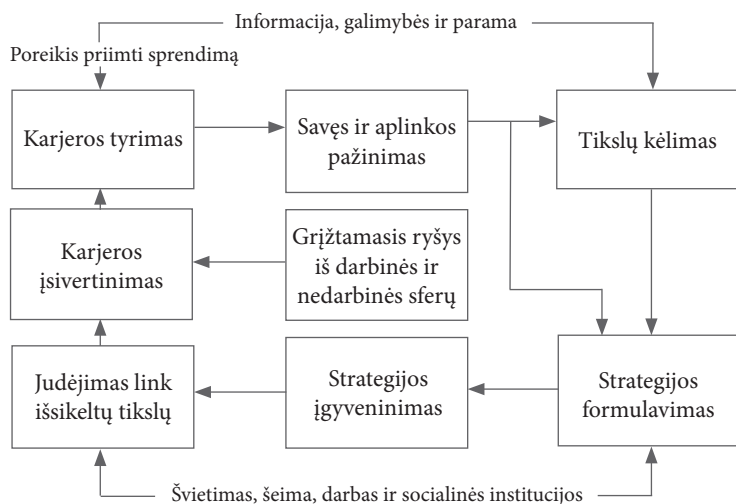 Informacija, galimybės ir parama
Poreikis priimti sprendimą
Karjeros tyrimas
Savęs ir aplinkos
pažinimas
Tikslų kėlimas
Karjeros
įsivertinimas
Grįžtamasis ryšys
iš darbinės ir
nedarbinės sferų
Judėjimas link
išsikeltų tikslų
Strategijos
įgyveninimas
Strategijos
formulavimas
Švietimas, šeima, darbas ir socialinės institucijos